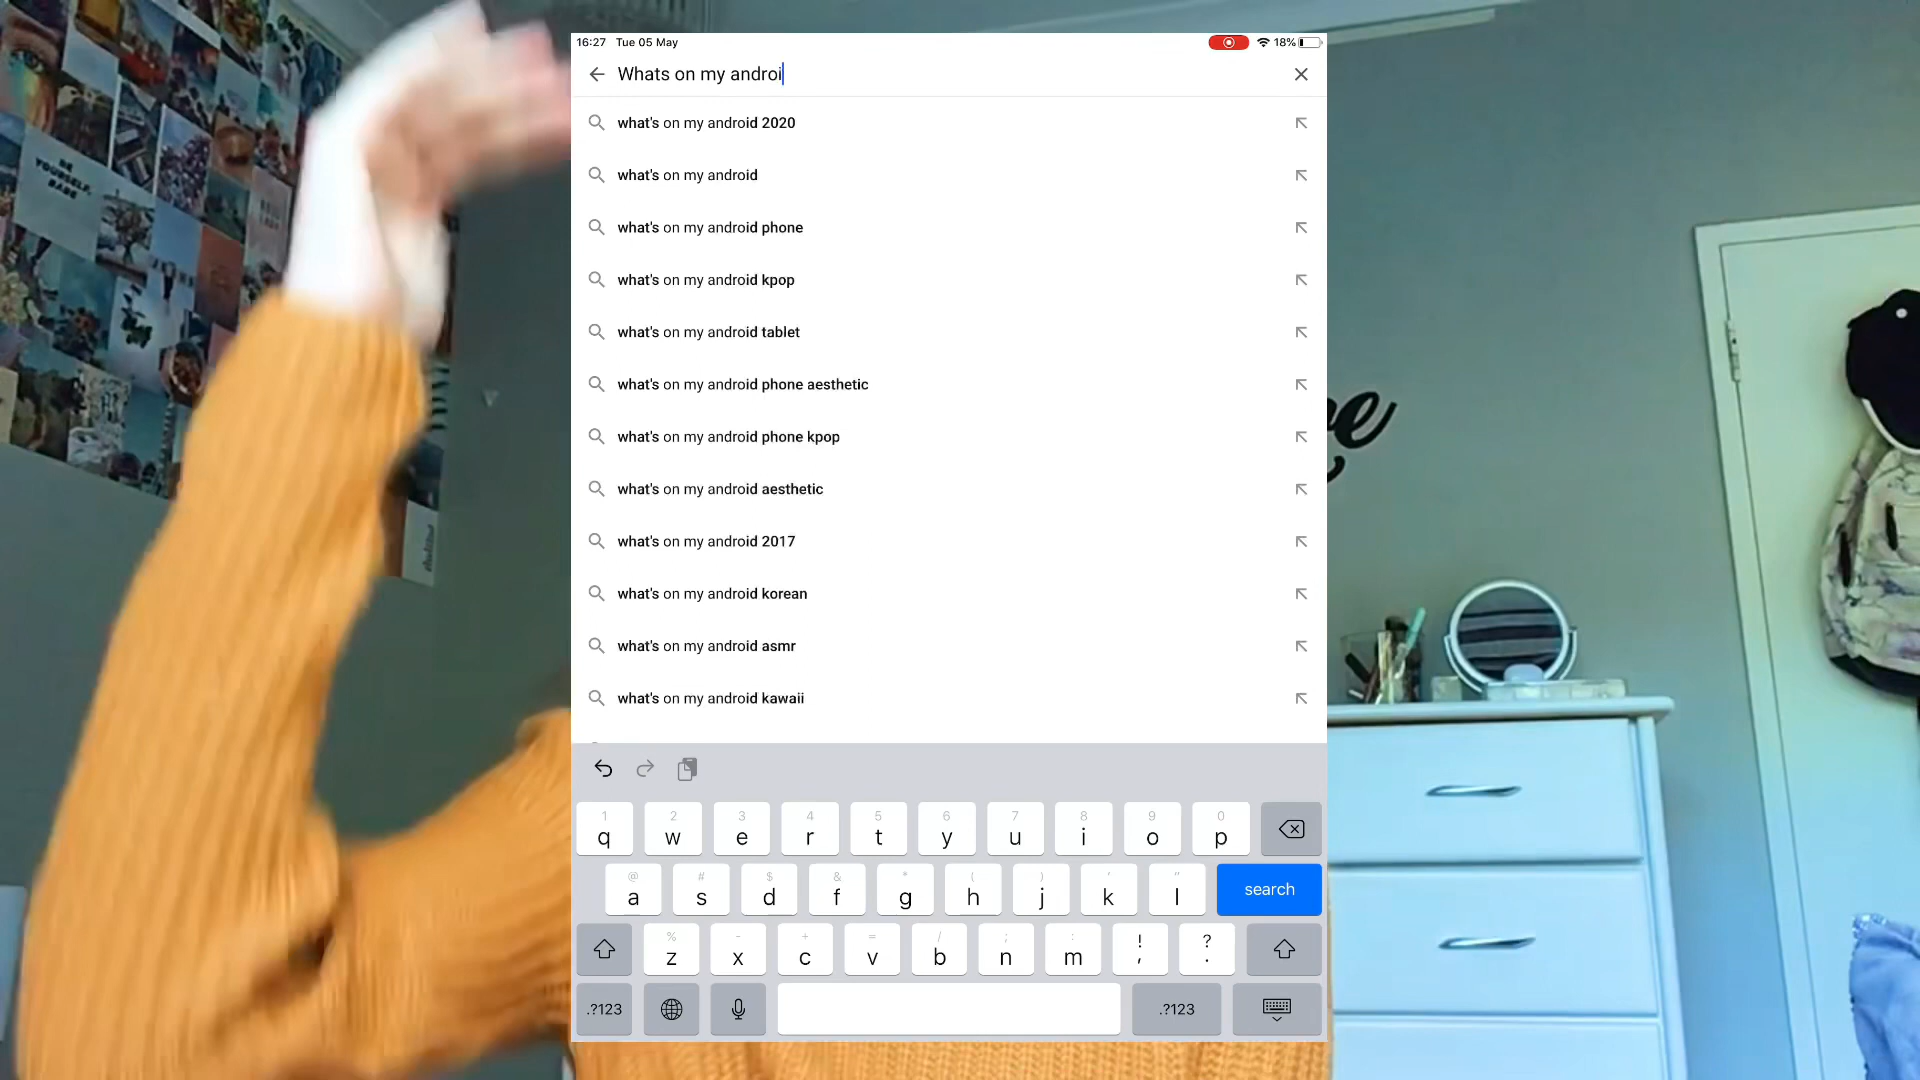 16:27 Tue 05 May 18%
Whats on my androi
what's on my android 2020
what's on my android
what's on my android phone
what's on my android kpop
what's on my android tablet
what's on my android phone aesthetic
what's on my android phone kpop
what's on my android aesthetic
what's on my android 2017
what's on my android korean
what's on my android asmr
what's on my android kawaii
1 2 3 4 5 6 7 8 9 0
q w e r t y u i o p
@ # $ & * ( ) ' "
a s d f g h j k l search
% - + = / ; : ! ?
z x c v b n m , .
.?123 .?123
BE
YOURSELF,
BABE